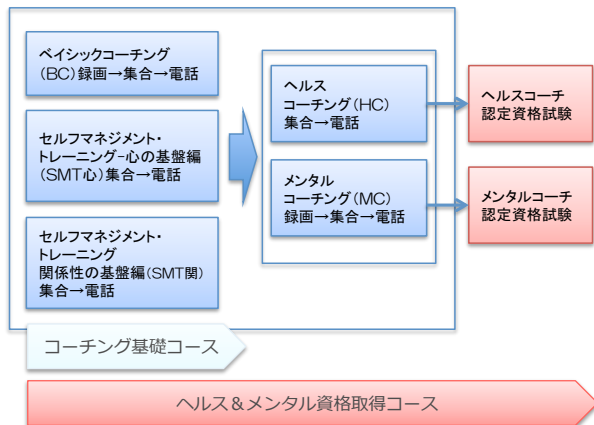 ベイシックコーチング
(BC)録画→集合→電話
セルフマネジメント・
トレーニング-心の基盤編
(SMT心)集合→電話
セルフマネジメント・
トレーニング
関係性の基盤編(SMT関)
集合→電話
ヘルス
コーチング(HC)
集合→電話
メンタル
コーチング(MC)
録画→集合→電話
ヘルスコーチ
認定資格試験
メンタルコーチ
認定資格試験
コーチング基礎コース
ヘルス＆メンタル資格取得コース